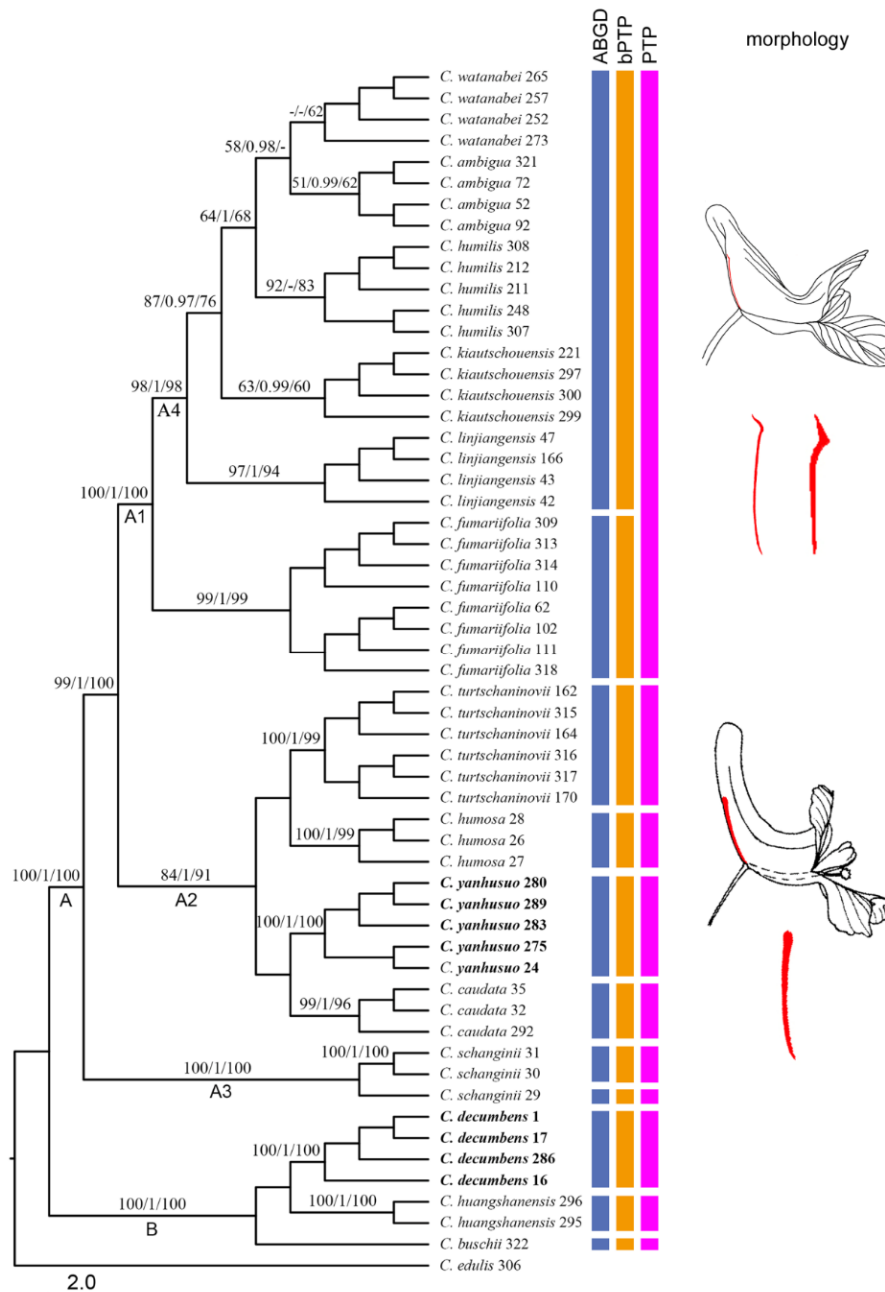 ABGD
bPTP
PTP
morphology
C. watanabei 265
C. watanabei 257
-/-/62
C. watanabei 252
C. watanabei 273
58/0.98/-
C. ambigua 321
51/0.99/62
C. ambigua 72
C. ambigua 52
64/1/68
C. ambigua 92
C. humilis 308
C. humilis 212
92/-/83
C. humilis 211
87/0.97/76
C. humilis 248
C. humilis 307
C. kiautschouensis 221
C. kiautschouensis 297
63/0.99/60
98/1/98
C. kiautschouensis 300
A4
C. kiautschouensis 299
C. linjiangensis 47
C. linjiangensis 166
97/1/94
100/1/100
C. linjiangensis 43
C. linjiangensis 42
A1
C. fumariifolia 309
C. fumariifolia 313
C. fumariifolia 314
C. fumariifolia 110
99/1/99
C. fumariifolia 62
C. fumariifolia 102
C. fumariifolia 111
C. fumariifolia 318
99/1/100
C. turtschaninovii 162
C. turtschaninovii 315
100/1/99
C. turtschaninovii 164
C. turtschaninovii 316
C. turtschaninovii 317
C. turtschaninovii 170
C. humosa 28
100/1/99
C. humosa 26
C. humosa 27
100/1/100
A
84/1/91
A2
C. yanhusuo 280
C. yanhusuo 289
100/1/100
C. yanhusuo 283
C. yanhusuo 275
C. yanhusuo 24
C. caudata 35
99/1/96
C. caudata 32
C. caudata 292
100/1/100
C. schanginii 31
C. schanginii 30
100/1/100
A3
C. schanginii 29
C. decumbens 1
C. decumbens 17
100/1/100
C. decumbens 286
C. decumbens 16
100/1/100
C. huangshanensis 296
100/1/100
B
C. huangshanensis 295
C. buschii 322
C. edulis 306
2.0